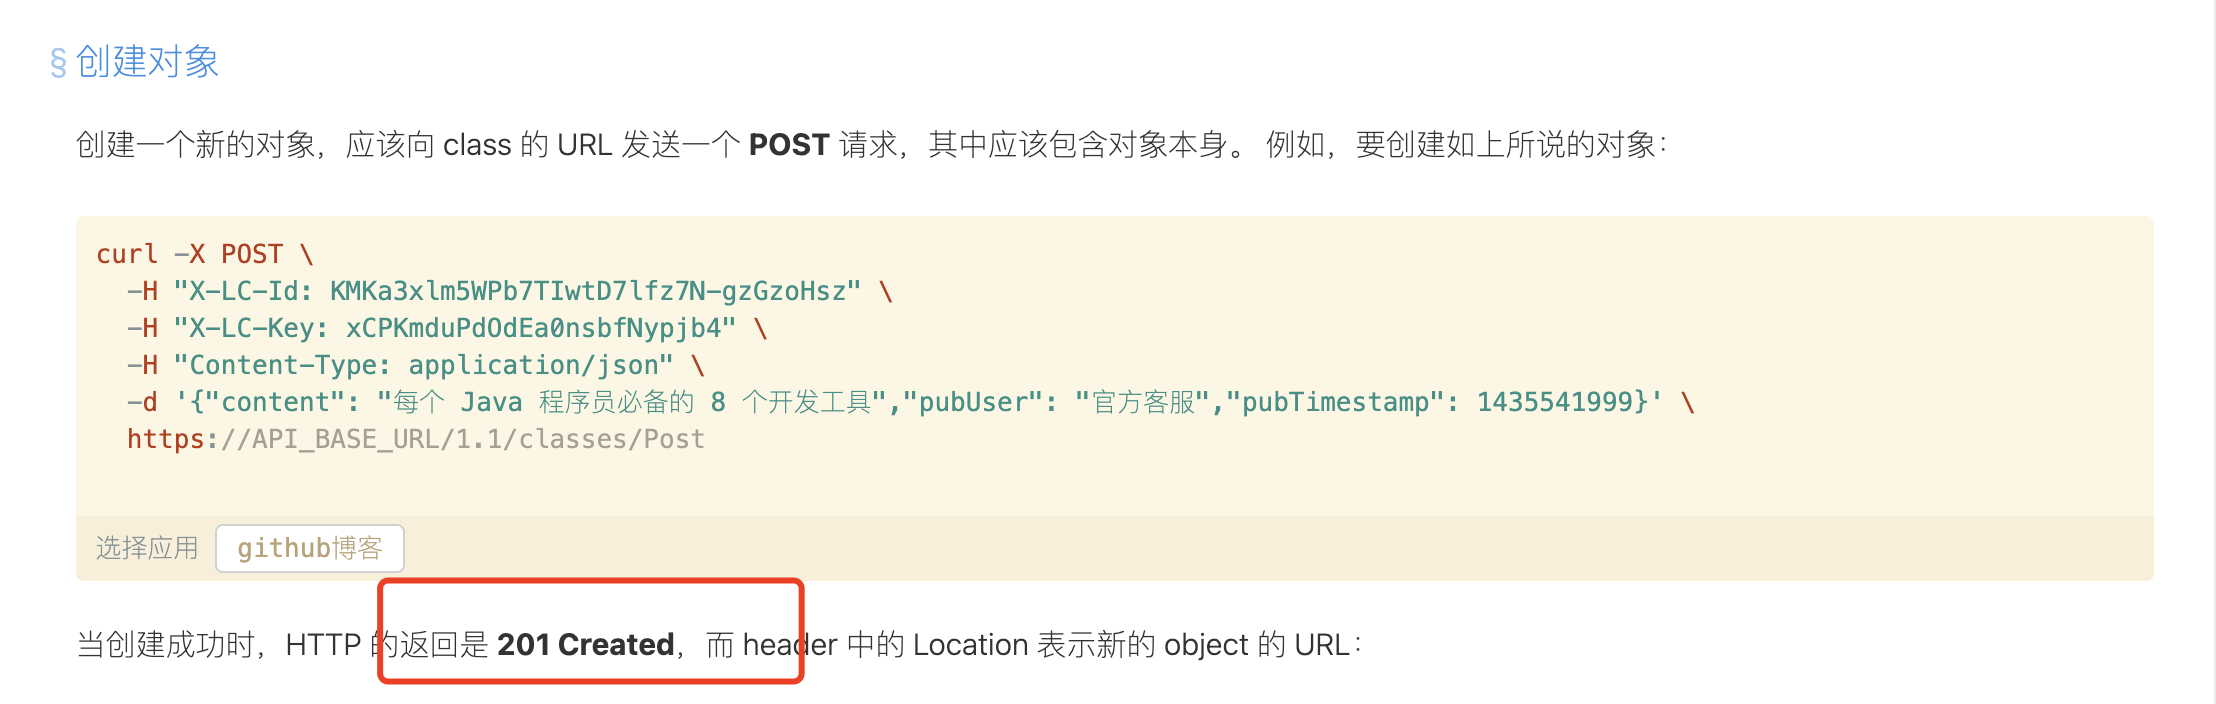 § 创建对象
创建一个新的对象，应该向 class 的 URL 发送一个 POST 请求，其中应该包含对象本身。 例如，要创建如上所说的对象：
curl -X POST \
  -H "X-LC-Id: KMKa3xlm5WPb7TIwtD7lfz7N-gzGzoHsz" \
  -H "X-LC-Key: xCPKmduPdOdEa0nsbfNypjb4" \
  -H "Content-Type: application/json" \
  -d '{"content": "每个 Java 程序员必备的 8 个开发工具","pubUser": "官方客服","pubTimestamp": 1435541999}' \
  https://API_BASE_URL/1.1/classes/Post
选择应用 github博客
当创建成功时，HTTP 的返回是 201 Created，而 header 中的 Location 表示新的 object 的 URL：